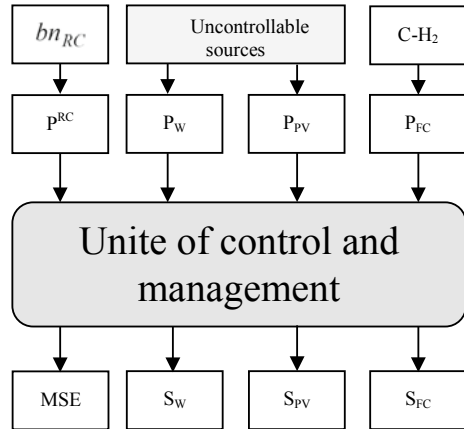 bn_RC
Uncontrollable
sources
C-H₂
P^RC
P_W
P_PV
P_FC
Unite of control and
management
MSE
S_W
S_PV
S_FC